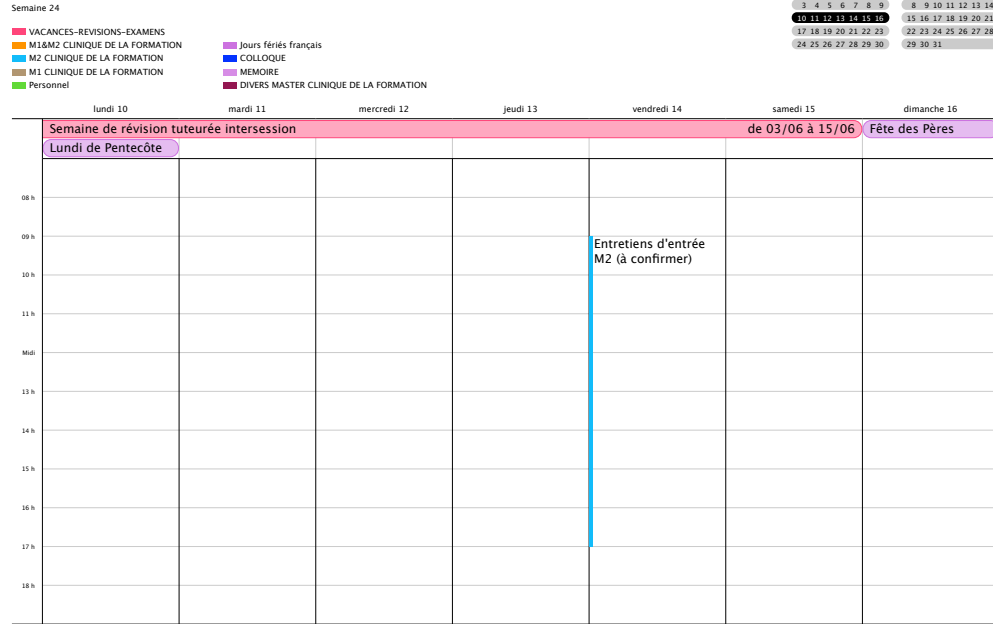 Semaine 24
3 4 5 6 7 8 9
8 9 10 11 12 13 14
10 11 12 13 14 15 16
15 16 17 18 19 20 21
17 18 19 20 21 22 23
22 23 24 25 26 27 28
24 25 26 27 28 29 30
29 30 31
VACANCES-REVISIONS-EXAMENS
M1&M2 CLINIQUE DE LA FORMATION
M2 CLINIQUE DE LA FORMATION
M1 CLINIQUE DE LA FORMATION
Personnel
Jours fériés français
COLLOQUE
MEMOIRE
DIVERS MASTER CLINIQUE DE LA FORMATION
lundi 10 mardi 11 mercredi 12 jeudi 13 vendredi 14 samedi 15 dimanche 16
Semaine de révision tuteurée intersession de 03/06 à 15/06 Fête des Pères
Lundi de Pentecôte
08 h
09 h
Entretiens d'entrée
M2 (à confirmer)
10 h
11 h
Midi
13 h
14 h
15 h
16 h
17 h
18 h